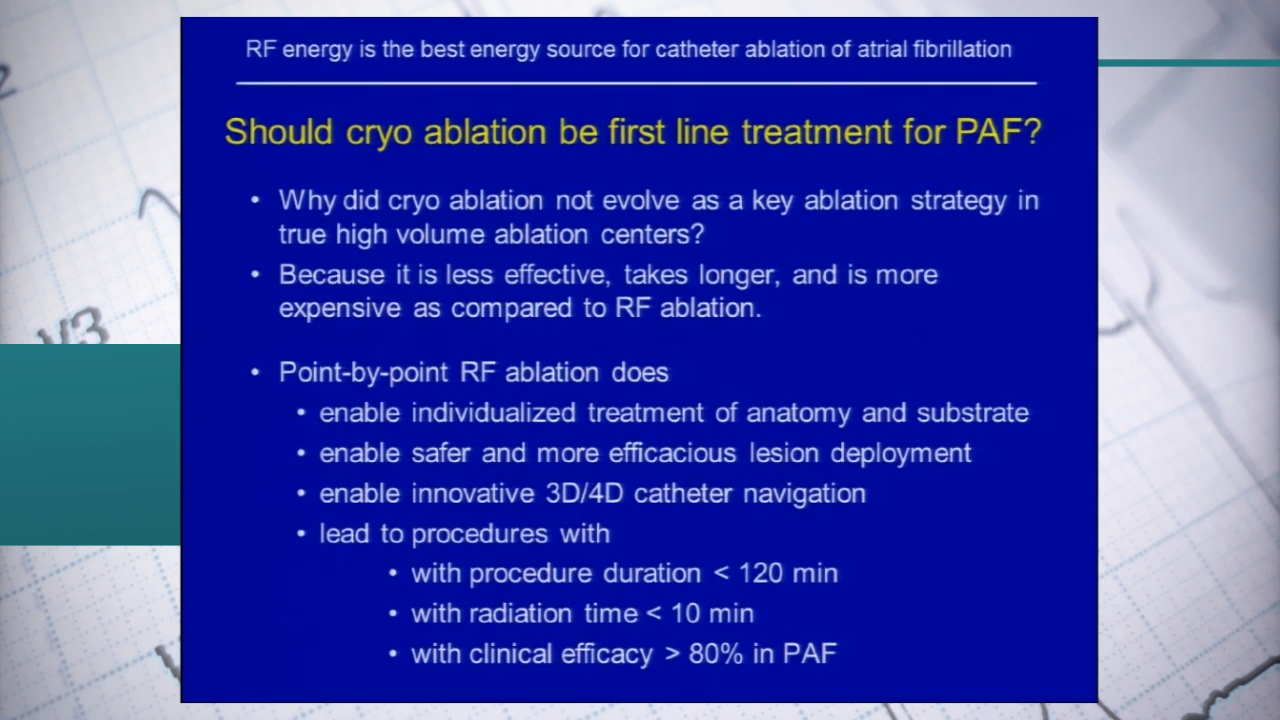 RF energy is the best energy source for catheter ablation of atrial fibrillation
Should cryo ablation be first line treatment for PAF?
• Why did cryo ablation not evolve as a key ablation strategy in
true high volume ablation centers?
• Because it is less effective, takes longer, and is more
expensive as compared to RF ablation.
• Point-by-point RF ablation does
• enable individualized treatment of anatomy and substrate
• enable safer and more efficacious lesion deployment
• enable innovative 3D/4D catheter navigation
• lead to procedures with
• with procedure duration < 120 min
• with radiation time < 10 min
• with clinical efficacy > 80% in PAF
2
V3